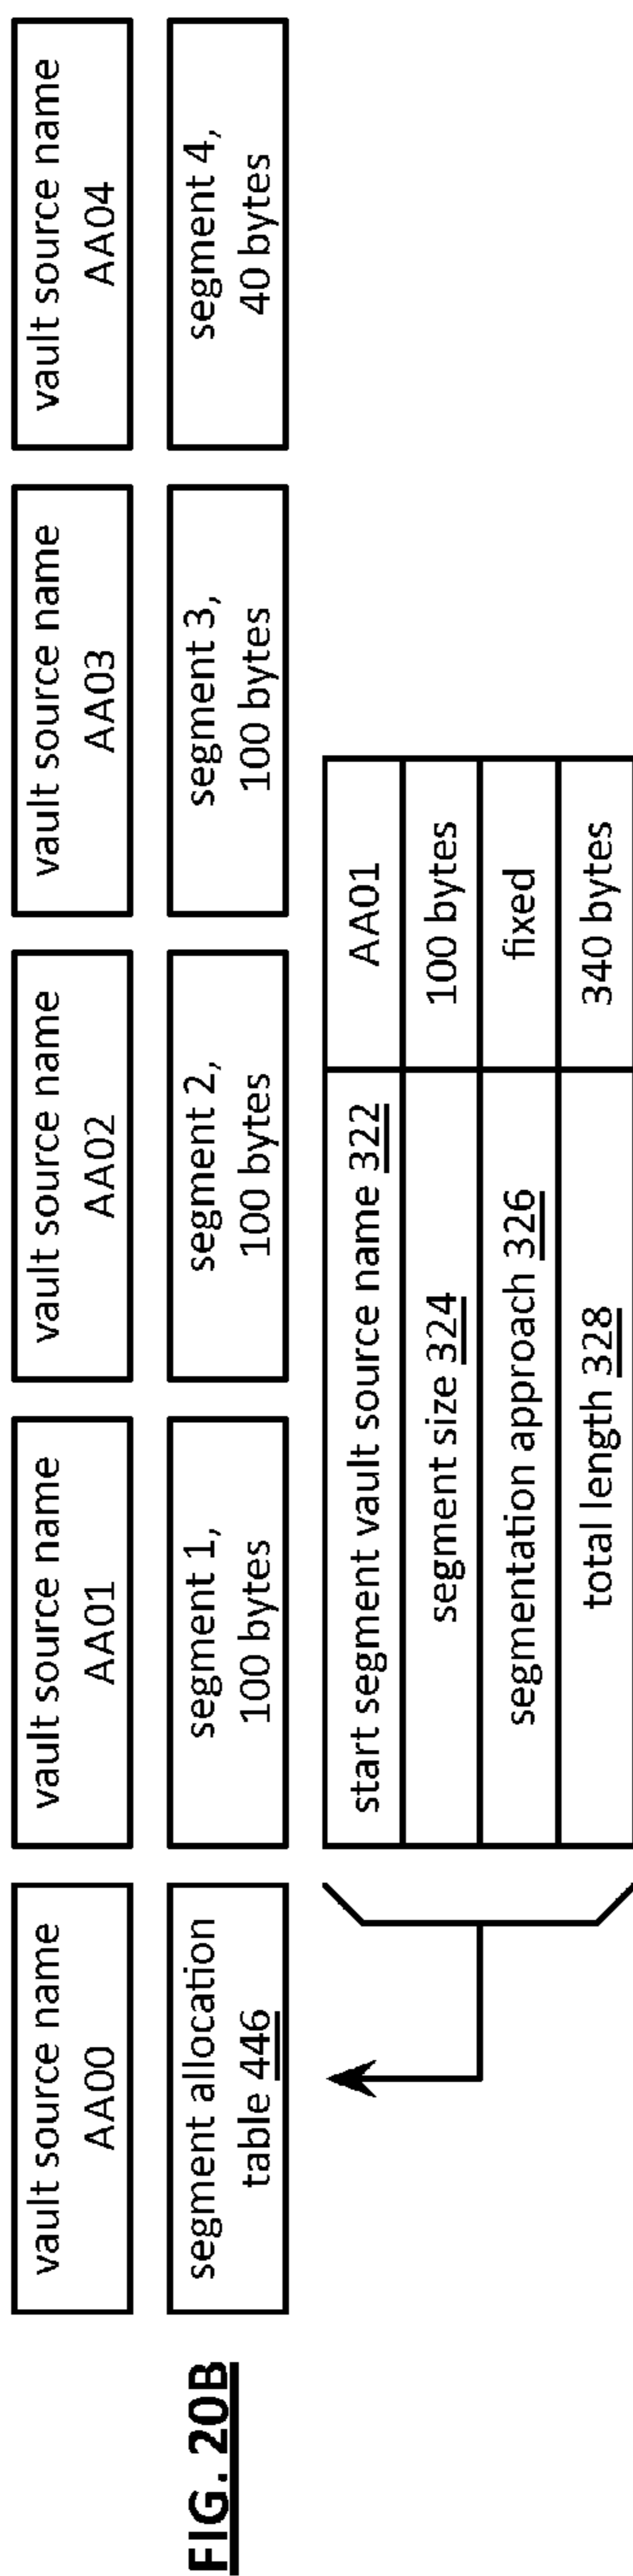 vault source name
AA00
vault source name
AA01
vault source name
AA02
vault source name
AA03
vault source name
AA04
segment allocation
table 446
segment 1,
100 bytes
segment 2,
100 bytes
segment 3,
100 bytes
segment 4,
40 bytes
start segment vault source name 322
AA01
segment size 324
100 bytes
segmentation approach 326
fixed
total length 328
340 bytes
FIG. 20B